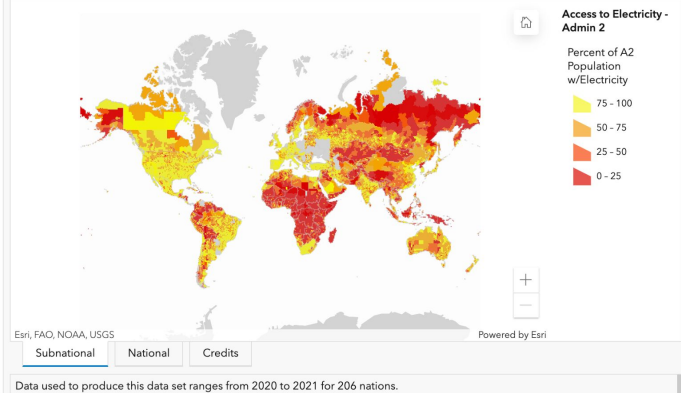 Access to Electricity -
Admin 2
Percent of A2
Population
w/Electricity
75 - 100
50 - 75
25 - 50
0 - 25
+
−
Esri, FAO, NOAA, USGS
Powered by Esri
Subnational
National
Credits
Data used to produce this data set ranges from 2020 to 2021 for 206 nations.